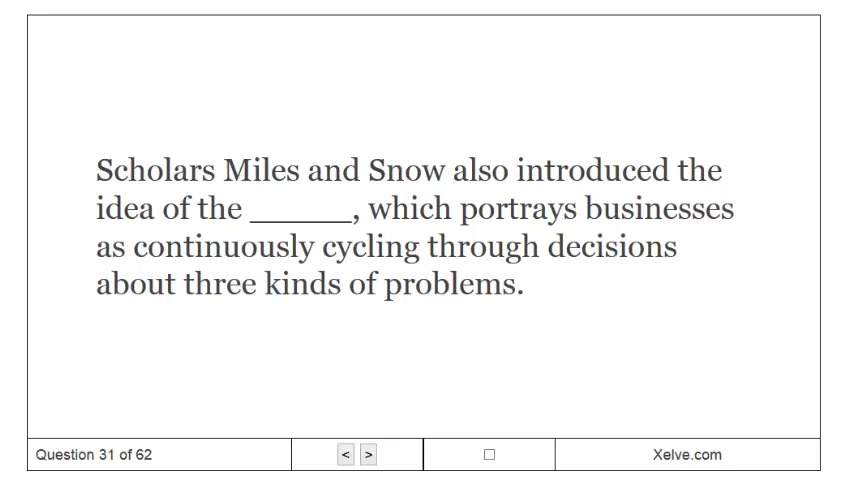 Scholars Miles and Snow also introduced the
idea of the ______, which portrays businesses
as continuously cycling through decisions
about three kinds of problems.
Question 31 of 62
< >
Xelve.com